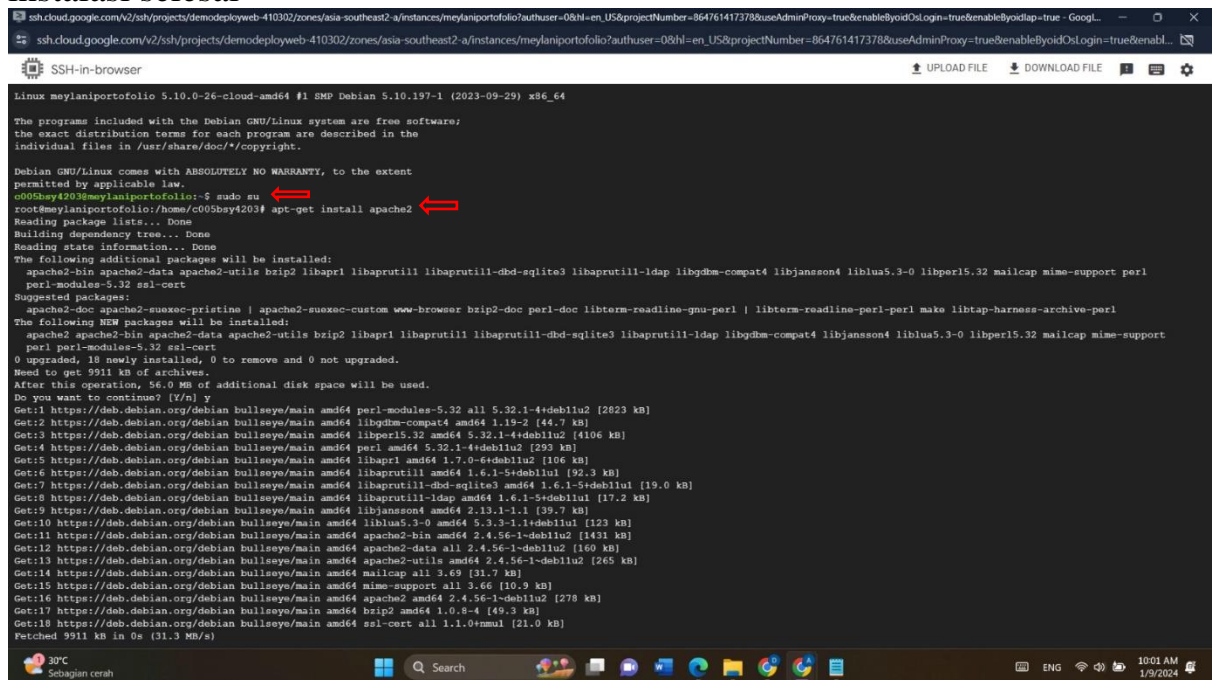 instalasi selesai
ssh.cloud.google.com/v2/ssh/projects/demodeployweb-410302/zones/asia-southeast2-a/instances/meylaniportofolio?authuser=0&hl=en_US&projectNumber=864761417378&useAdminProxy=true&enableByoidOsLogin=true&enableByoidIap=true - Googl...
ssh.cloud.google.com/v2/ssh/projects/demodeployweb-410302/zones/asia-southeast2-a/instances/meylaniportofolio?authuser=0&hl=en_US&projectNumber=864761417378&useAdminProxy=true&enableByoidOsLogin=true&enabl...
SSH-in-browser
UPLOAD FILE
DOWNLOAD FILE
Linux meylaniportofolio 5.10.0-26-cloud-amd64 #1 SMP Debian 5.10.197-1 (2023-09-29) x86_64
The programs included with the Debian GNU/Linux system are free software;
the exact distribution terms for each program are described in the
individual files in /usr/share/doc/*/copyright.
Debian GNU/Linux comes with ABSOLUTELY NO WARRANTY, to the extent
permitted by applicable law.
c005bsy4203@meylaniportofolio:~$ sudo su
root@meylaniportofolio:/home/c005bsy4203# apt-get install apache2
Reading package lists... Done
Building dependency tree... Done
Reading state information... Done
The following additional packages will be installed:
apache2-bin apache2-data apache2-utils bzip2 libapr1 libaprutil1 libaprutil1-dbd-sqlite3 libaprutil1-ldap libgdbm-compat4 libjansson4 liblua5.3-0 libperl5.32 mailcap mime-support perl
perl-modules-5.32 ssl-cert
Suggested packages:
apache2-doc apache2-suexec-pristine | apache2-suexec-custom www-browser bzip2-doc perl-doc libterm-readline-gnu-perl | libterm-readline-perl-perl make libtap-harness-archive-perl
The following NEW packages will be installed:
apache2 apache2-bin apache2-data apache2-utils bzip2 libapr1 libaprutil1 libaprutil1-dbd-sqlite3 libaprutil1-ldap libgdbm-compat4 libjansson4 liblua5.3-0 libperl5.32 mailcap mime-support
perl perl-modules-5.32 ssl-cert
0 upgraded, 18 newly installed, 0 to remove and 0 not upgraded.
Need to get 9911 kB of archives.
After this operation, 56.0 MB of additional disk space will be used.
Do you want to continue? [Y/n] y
Get:1 https://deb.debian.org/debian bullseye/main amd64 perl-modules-5.32 all 5.32.1-4+deb11u2 [2823 kB]
Get:2 https://deb.debian.org/debian bullseye/main amd64 libgdbm-compat4 amd64 1.19-2 [44.7 kB]
Get:3 https://deb.debian.org/debian bullseye/main amd64 libperl5.32 amd64 5.32.1-4+deb11u2 [4106 kB]
Get:4 https://deb.debian.org/debian bullseye/main amd64 perl amd64 5.32.1-4+deb11u2 [293 kB]
Get:5 https://deb.debian.org/debian bullseye/main amd64 libapr1 amd64 1.7.0-6+deb11u2 [106 kB]
Get:6 https://deb.debian.org/debian bullseye/main amd64 libaprutil1 amd64 1.6.1-5+deb11u1 [92.3 kB]
Get:7 https://deb.debian.org/debian bullseye/main amd64 libaprutil1-dbd-sqlite3 amd64 1.6.1-5+deb11u1 [19.0 kB]
Get:8 https://deb.debian.org/debian bullseye/main amd64 libaprutil1-ldap amd64 1.6.1-5+deb11u1 [17.2 kB]
Get:9 https://deb.debian.org/debian bullseye/main amd64 libjansson4 amd64 2.13.1-1.1 [39.7 kB]
Get:10 https://deb.debian.org/debian bullseye/main amd64 liblua5.3-0 amd64 5.3.3-1.1+deb11u1 [123 kB]
Get:11 https://deb.debian.org/debian bullseye/main amd64 apache2-bin amd64 2.4.56-1~deb11u2 [1431 kB]
Get:12 https://deb.debian.org/debian bullseye/main amd64 apache2-data all 2.4.56-1~deb11u2 [160 kB]
Get:13 https://deb.debian.org/debian bullseye/main amd64 apache2-utils amd64 2.4.56-1~deb11u2 [265 kB]
Get:14 https://deb.debian.org/debian bullseye/main amd64 mailcap all 3.69 [31.7 kB]
Get:15 https://deb.debian.org/debian bullseye/main amd64 mime-support all 3.66 [10.9 kB]
Get:16 https://deb.debian.org/debian bullseye/main amd64 apache2 amd64 2.4.56-1~deb11u2 [278 kB]
Get:17 https://deb.debian.org/debian bullseye/main amd64 bzip2 amd64 1.0.8-4 [49.3 kB]
Get:18 https://deb.debian.org/debian bullseye/main amd64 ssl-cert all 1.1.0+nmu1 [21.0 kB]
Fetched 9911 kB in 0s (31.3 MB/s)
30°C
Sebagian cerah
Search
ENG
10:01 AM
1/9/2024